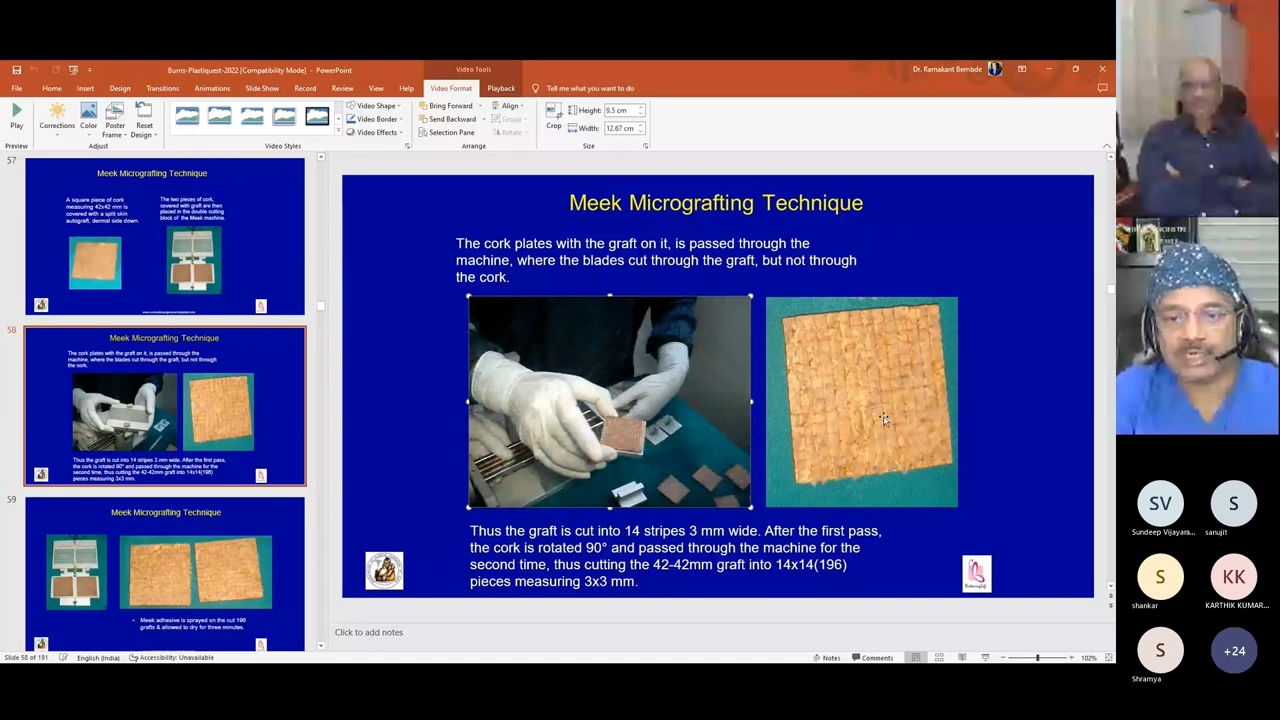 Burns-Plastiquest-2022 [Compatibility Mode] - PowerPoint
Video Tools
Dr. Ramakant Bembde
File
Home
Insert
Design
Transitions
Animations
Slide Show
Record
Review
View
Help
Video Format
Playback
Tell me what you want to do
Play
Corrections
Color
Poster Frame
Reset Design
Video Shape
Video Border
Video Effects
Bring Forward
Send Backward
Selection Pane
Align
Group
Rotate
Crop
Height: 9.5 cm
Width: 12.67 cm
Preview
Adjust
Video Styles
Arrange
Size
57
Meek Micrografting Technique
A square piece of cork
measuring 42x42 mm is
covered with a split skin
autograft, dermal side down.
The two pieces of cork,
covered with graft are then
placed in the double cutting
block of the Meek machine.
58
Meek Micrografting Technique
The cork plates with the graft on it, is passed through the
machine, where the blades cut through the graft, but not through
the cork.
Thus the graft is cut into 14 stripes 3 mm wide. After the first pass,
the cork is rotated 90° and passed through the machine for the
second time, thus cutting the 42-42mm graft into 14x14(196)
pieces measuring 3x3 mm.
59
Meek Micrografting Technique
• Meek adhesive is sprayed on the cut 196
grafts & allowed to dry for three minutes.
Meek Micrografting Technique
The cork plates with the graft on it, is passed through the
machine, where the blades cut through the graft, but not through
the cork.
Thus the graft is cut into 14 stripes 3 mm wide. After the first pass,
the cork is rotated 90° and passed through the machine for the
second time, thus cutting the 42-42mm graft into 14x14(196)
pieces measuring 3x3 mm.
Click to add notes
Slide 58 of 191
English (India)
Accessibility: Unavailable
Notes
Comments
102%
SV
S
Sundeep Vijayara...
sanujit
S
KK
shankar
KARTHIK KUMAR...
S
+24
Shramya